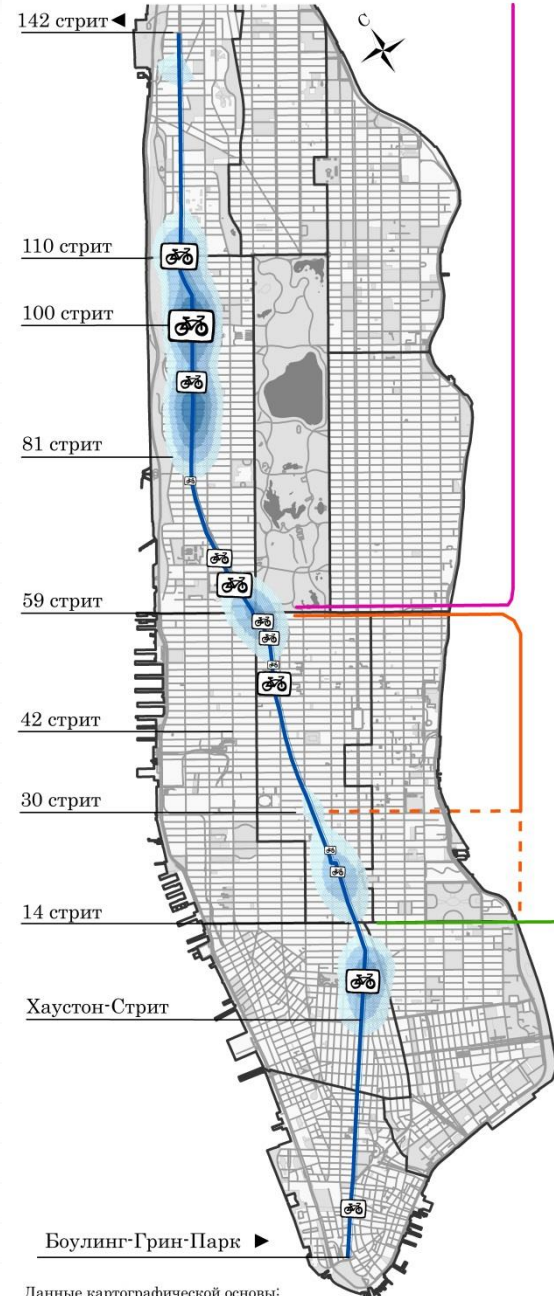 142 стрит ◄
С
110 стрит
100 стрит
81 стрит
59 стрит
42 стрит
30 стрит
14 стрит
Хаустон-Стрит
Боулинг-Грин-Парк ►
Данные картографической основы: